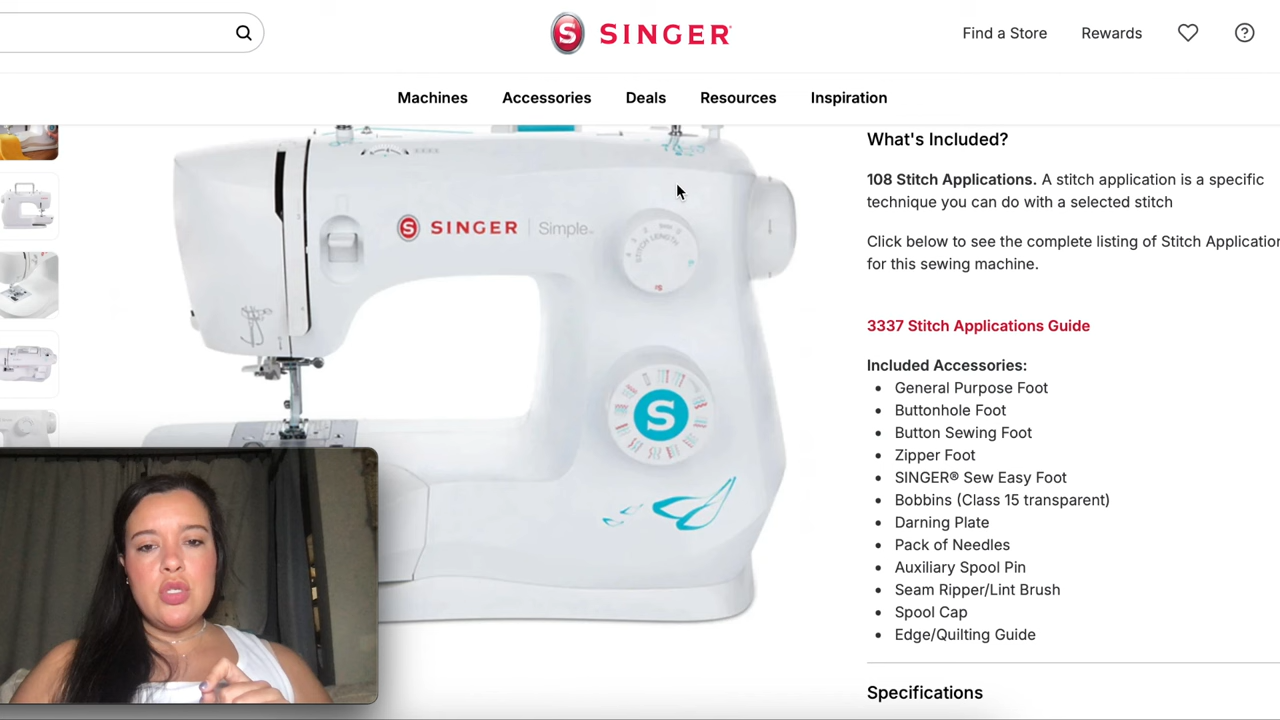 SINGER
Find a Store
Rewards
Machines
Accessories
Deals
Resources
Inspiration
SINGER Simple
STITCH LENGTH
S
What's Included?
108 Stitch Applications. A stitch application is a specific
technique you can do with a selected stitch
Click below to see the complete listing of Stitch Application
for this sewing machine.
3337 Stitch Applications Guide
Included Accessories:
General Purpose Foot
Buttonhole Foot
Button Sewing Foot
Zipper Foot
SINGER® Sew Easy Foot
Bobbins (Class 15 transparent)
Darning Plate
Pack of Needles
Auxiliary Spool Pin
Seam Ripper/Lint Brush
Spool Cap
Edge/Quilting Guide
Specifications